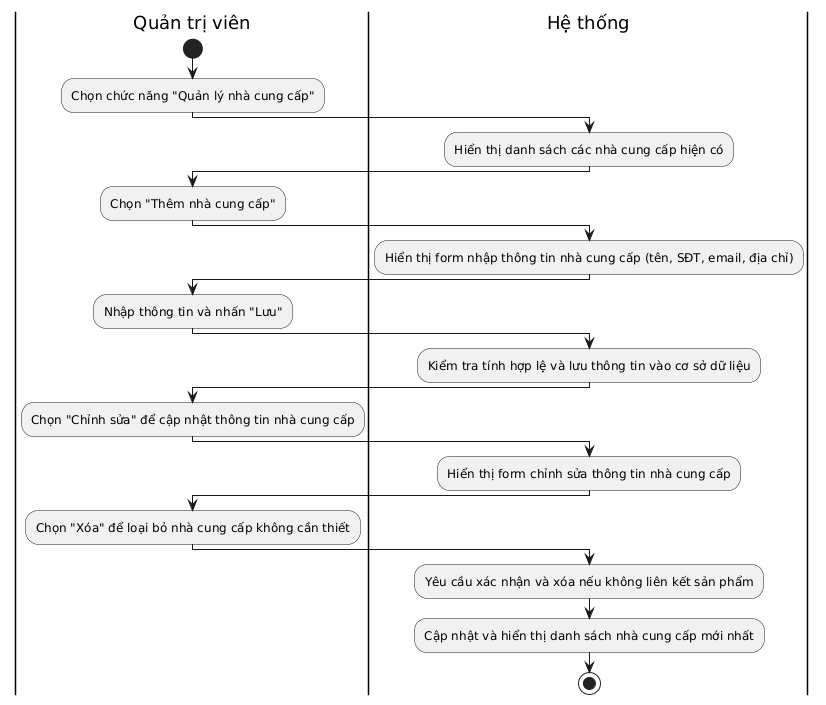 Quản trị viên
Hệ thống
Chọn chức năng "Quản lý nhà cung cấp"
Hiển thị danh sách các nhà cung cấp hiện có
Chọn "Thêm nhà cung cấp"
Hiển thị form nhập thông tin nhà cung cấp (tên, SĐT, email, địa chỉ)
Nhập thông tin và nhấn "Lưu"
Kiểm tra tính hợp lệ và lưu thông tin vào cơ sở dữ liệu
Chọn "Chỉnh sửa" để cập nhật thông tin nhà cung cấp
Hiển thị form chỉnh sửa thông tin nhà cung cấp
Chọn "Xóa" để loại bỏ nhà cung cấp không cần thiết
Yêu cầu xác nhận và xóa nếu không liên kết sản phẩm
Cập nhật và hiển thị danh sách nhà cung cấp mới nhất